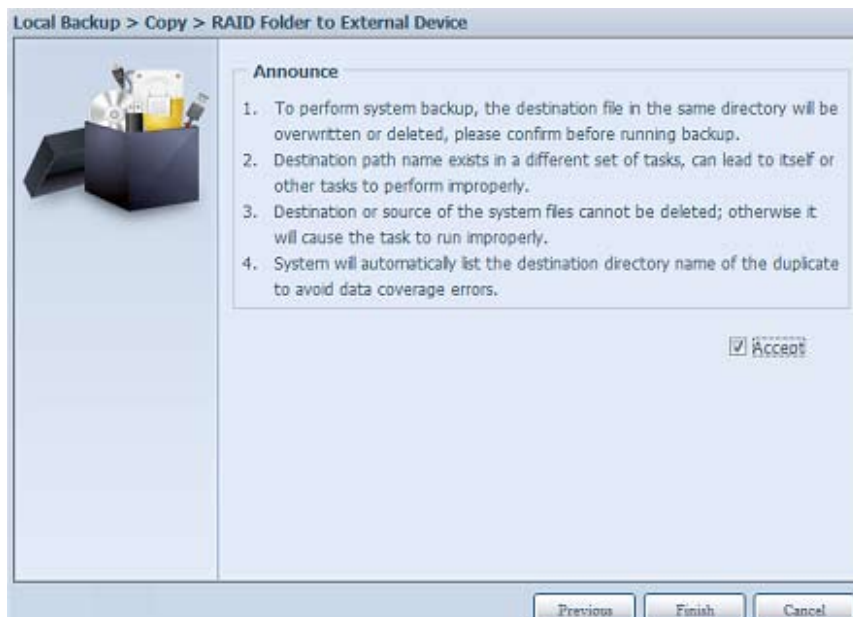 Local Backup > Copy > RAID Folder to External Device
Announce
1. To perform system backup, the destination file in the same directory will be
overwritten or deleted, please confirm before running backup.
2. Destination path name exists in a different set of tasks, can lead to itself or
other tasks to perform improperly.
3. Destination or source of the system files cannot be deleted; otherwise it
will cause the task to run improperly.
4. System will automatically list the destination directory name of the duplicate
to avoid data coverage errors.
Accept
Previous Finish Cancel